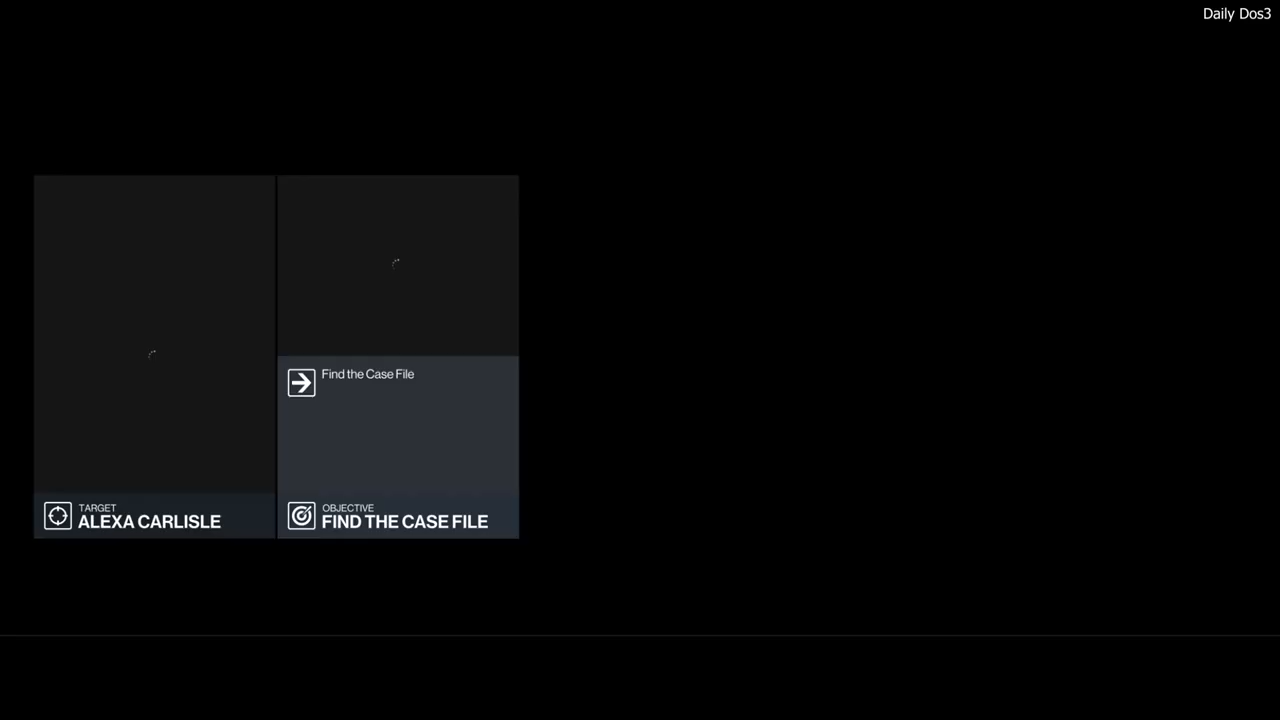 Daily Dos3
Find the Case File
TARGET
ALEXA CARLISLE
OBJECTIVE
FIND THE CASE FILE